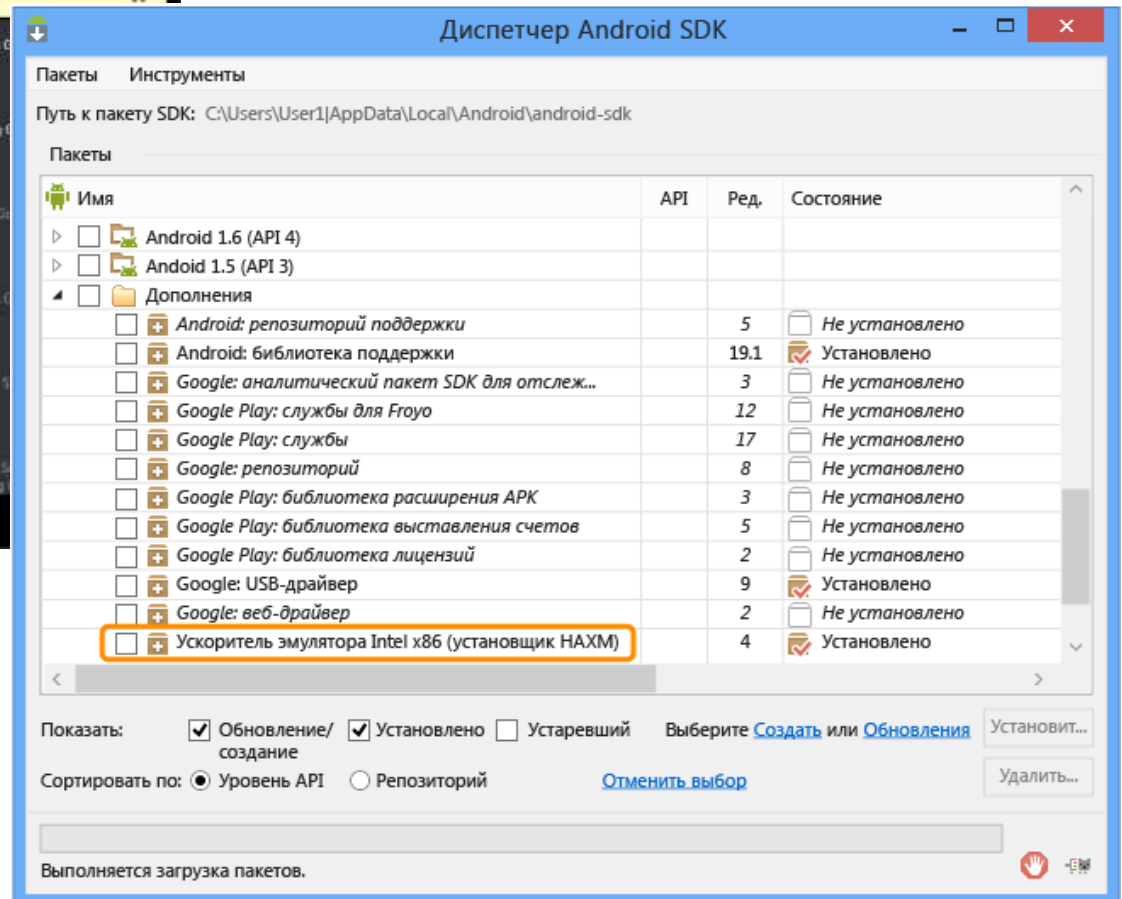 Диспетчер Android SDK
Пакеты Инструменты
Путь к пакету SDK: C:\Users\User1|AppData\Local\Android\android-sdk
Пакеты
Имя API Ред. Состояние
Android 1.6 (API 4)
Andoid 1.5 (API 3)
Дополнения
Android: репозиторий поддержки 5 Не установлено
Android: библиотека поддержки 19.1 Установлено
Google: аналитический пакет SDK для отслеж... 3 Не установлено
Google Play: службы для Froyo 12 Не установлено
Google Play: службы 17 Не установлено
Google: репозиторий 8 Не установлено
Google Play: библиотека расширения APK 3 Не установлено
Google Play: библиотека выставления счетов 5 Не установлено
Google Play: библиотека лицензий 2 Не установлено
Google: USB-драйвер 9 Установлено
Google: веб-драйвер 2 Не установлено
Ускоритель эмулятора Intel x86 (установщик HAXM) 4 Установлено
Показать: Обновление/ Установлено Устаревший Выберите Создать или Обновления Установит...
создание
Сортировать по: Уровень API Репозиторий Отменить выбор Удалить...
Выполняется загрузка пакетов.